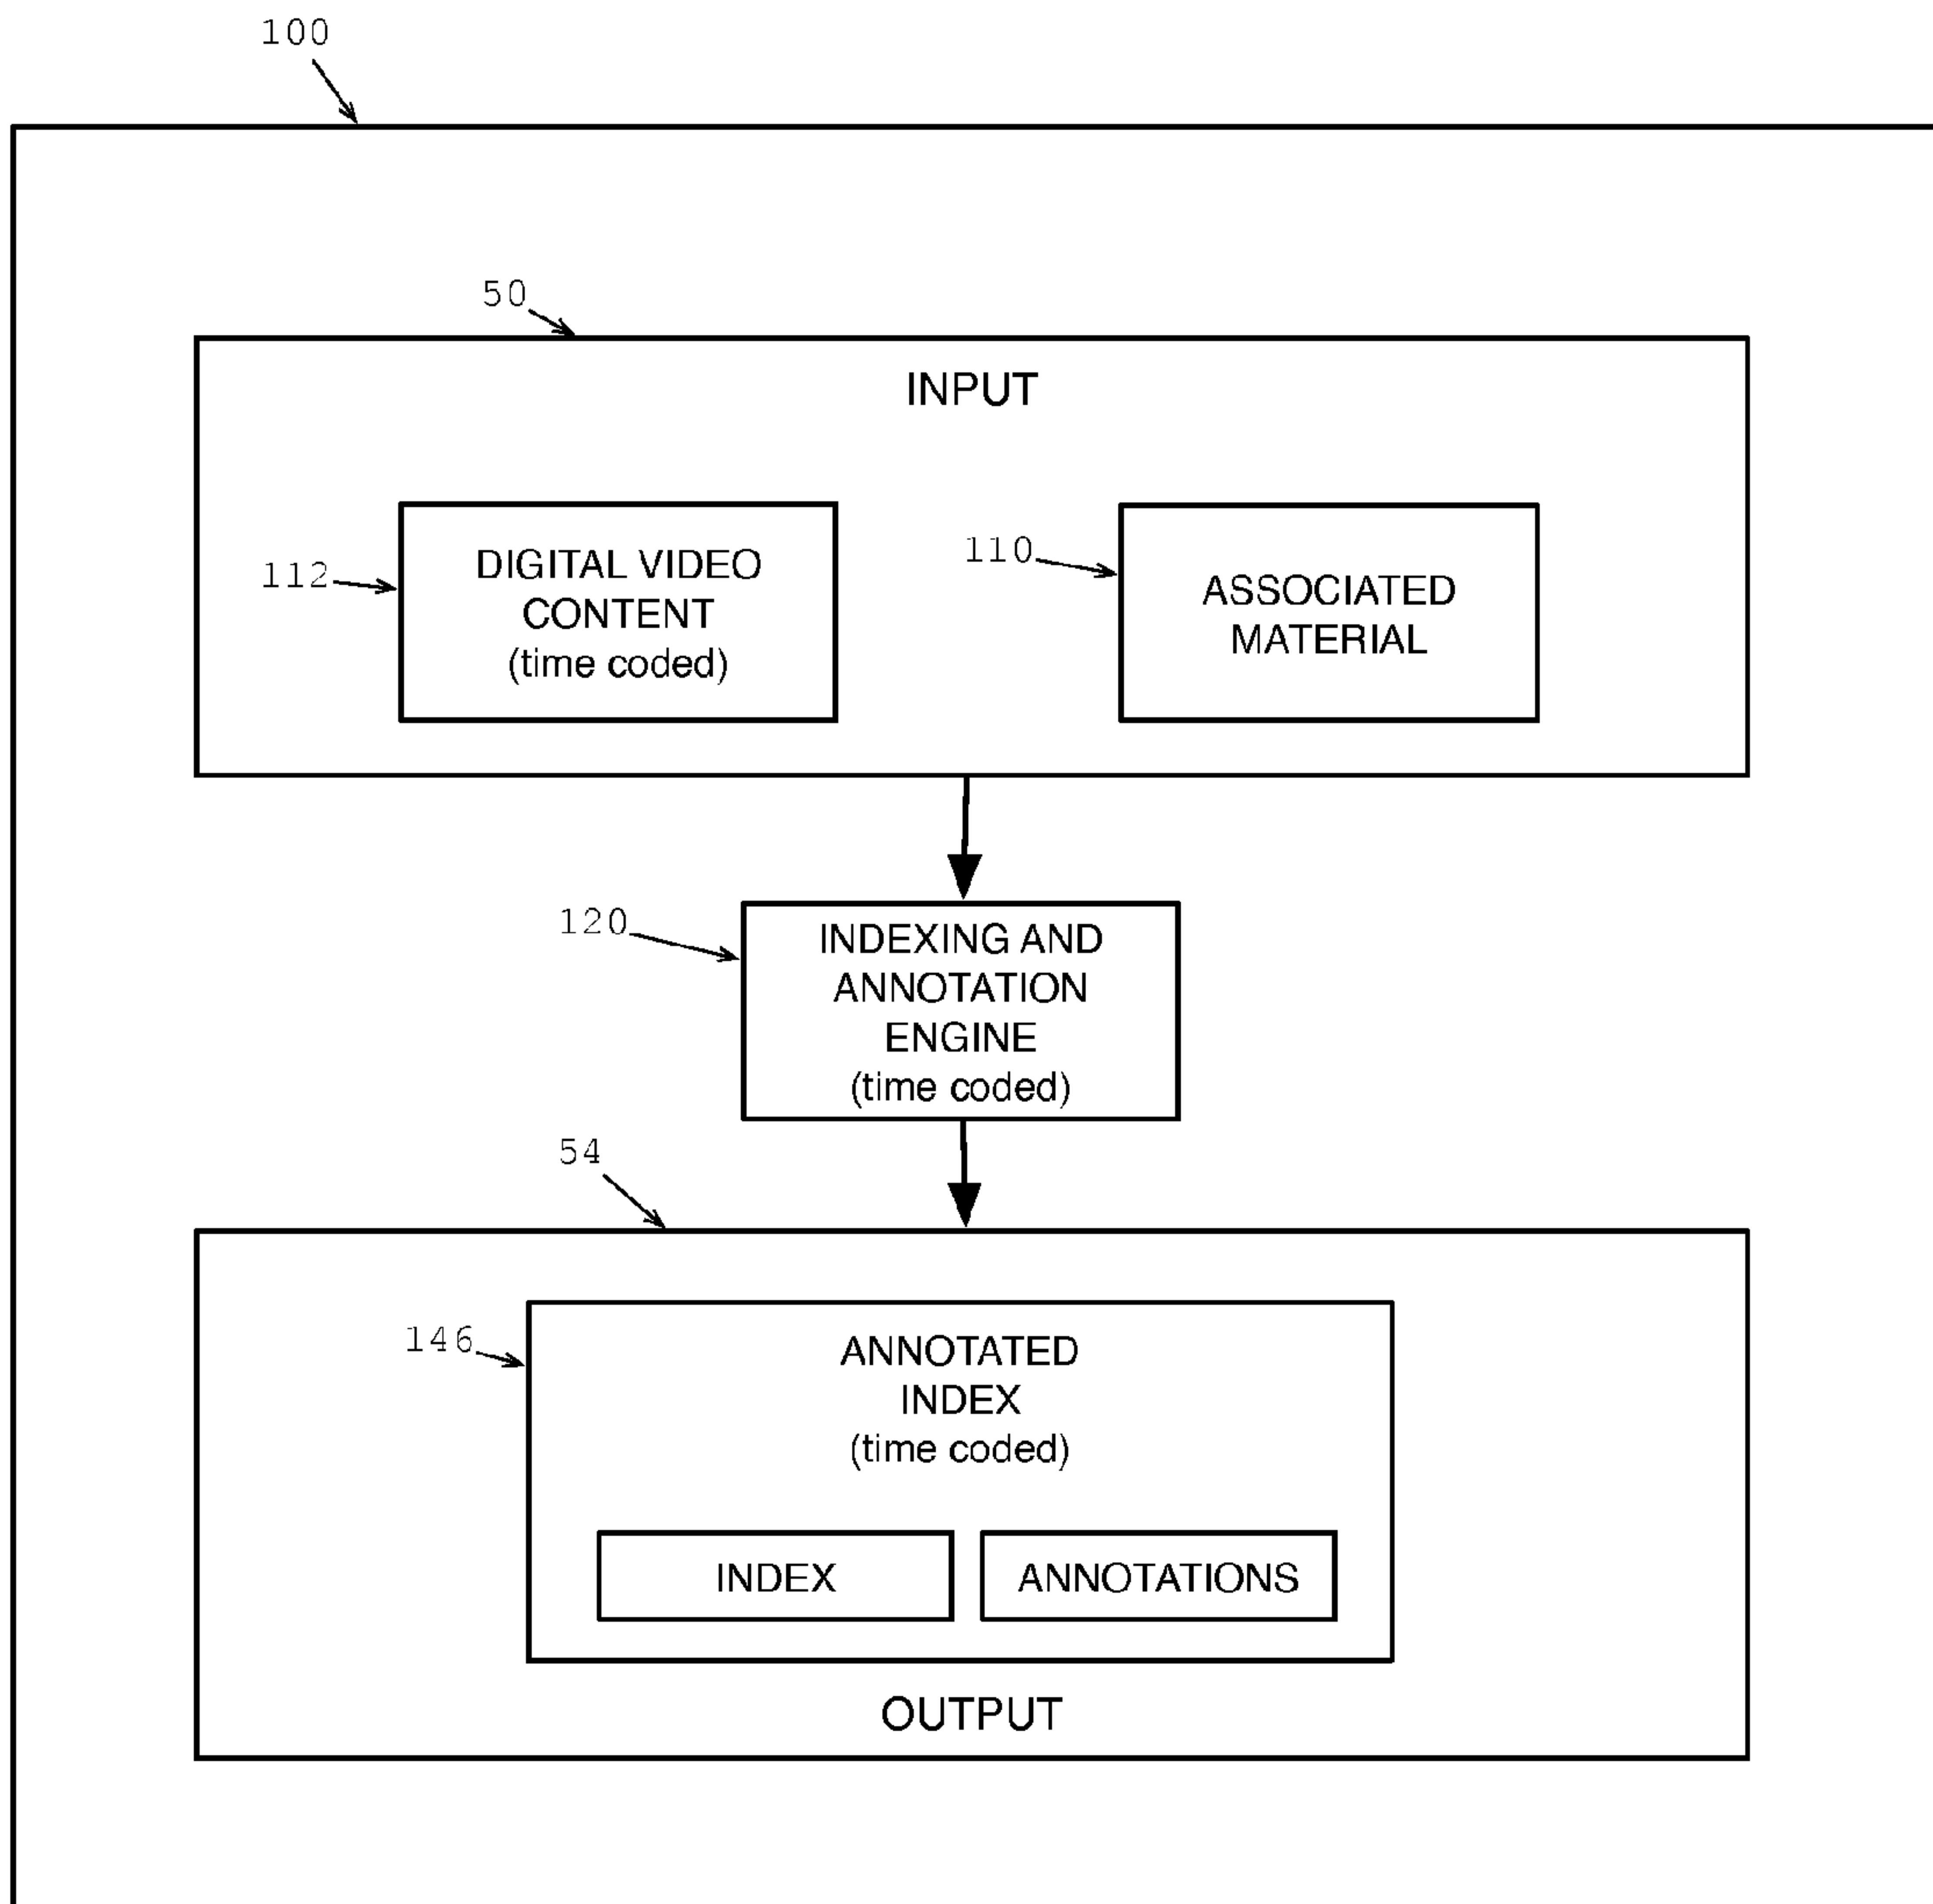 100
50
INPUT
112
DIGITAL VIDEO
CONTENT
(time coded)
110
ASSOCIATED
MATERIAL
120
INDEXING AND
ANNOTATION
ENGINE
(time coded)
54
146
ANNOTATED
INDEX
(time coded)
INDEX
ANNOTATIONS
OUTPUT